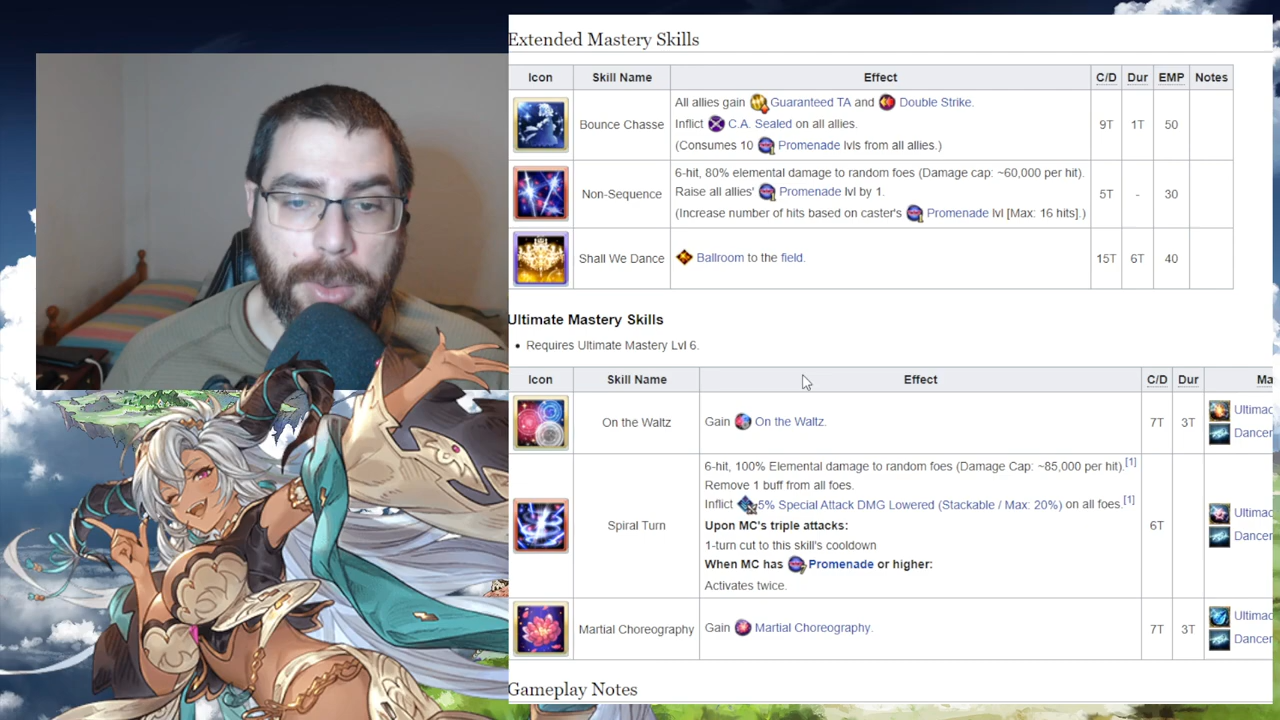 Extended Mastery Skills
Icon Skill Name Effect C/D Dur EMP Notes
Bounce Chasse
All allies gain Guaranteed TA and Double Strike.
Inflict C.A. Sealed on all allies.
(Consumes 10 Promenade lvls from all allies.)
9T 1T 50
Non-Sequence
6-hit, 80% elemental damage to random foes (Damage cap: ~60,000 per hit).
Raise all allies' Promenade lvl by 1.
(Increase number of hits based on caster's Promenade lvl [Max: 16 hits].)
5T - 30
Shall We Dance
Ballroom to the field.
15T 6T 40
Ultimate Mastery Skills
• Requires Ultimate Mastery Lvl 6.
Icon Skill Name Effect C/D Dur Ma
On the Waltz
Gain On the Waltz.
7T 3T
Ultimac
Dancer
Spiral Turn
6-hit, 100% Elemental damage to random foes (Damage Cap: ~85,000 per hit).[1]
Remove 1 buff from all foes.
Inflict 5% Special Attack DMG Lowered (Stackable / Max: 20%) on all foes.[1]
Upon MC's triple attacks:
1-turn cut to this skill's cooldown
When MC has Promenade or higher:
Activates twice.
6T
Ultimac
Dancer
Martial Choreography
Gain Martial Choreography.
7T 3T
Ultimac
Dancer
Gameplay Notes